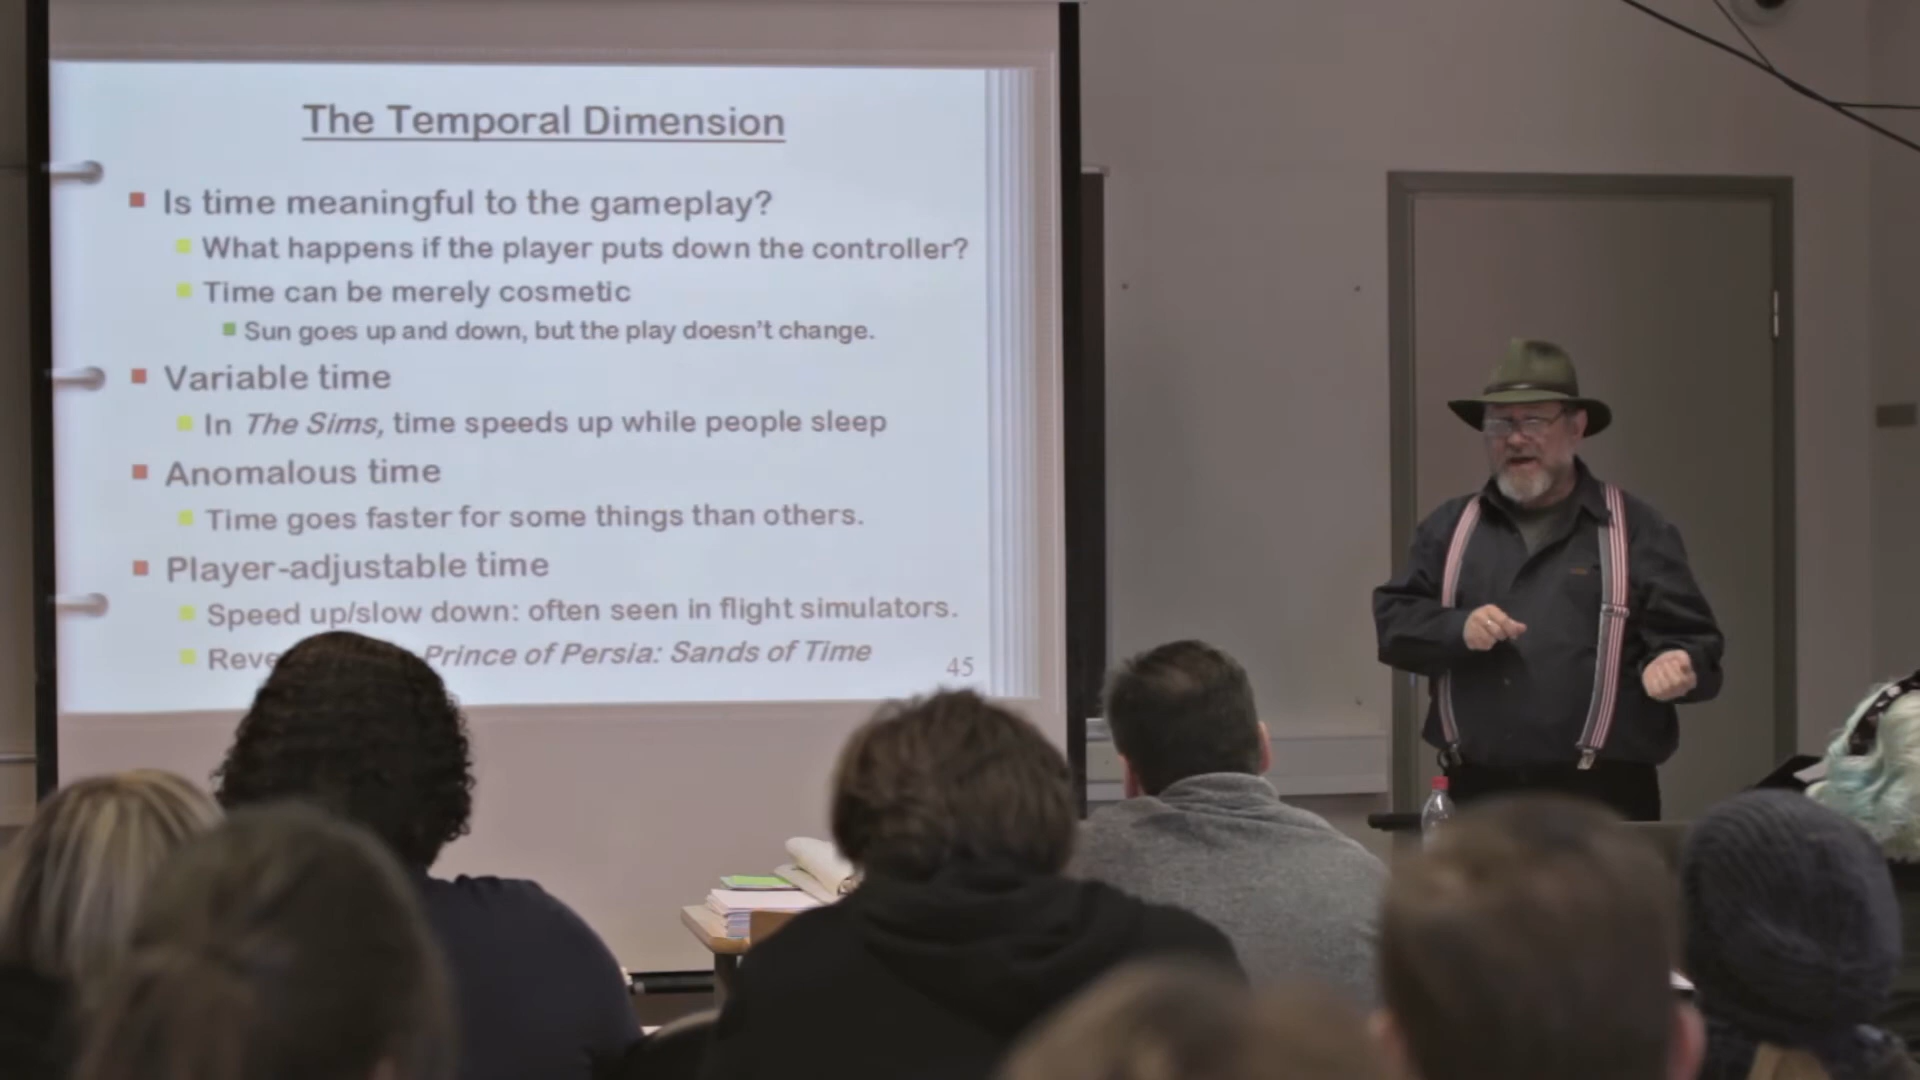 The Temporal Dimension
Is time meaningful to the gameplay?
What happens if the player puts down the controller?
Time can be merely cosmetic
Sun goes up and down, but the play doesn't change.
Variable time
In The Sims, time speeds up while people sleep
Anomalous time
Time goes faster for some things than others.
Player-adjustable time
Speed up/slow down: often seen in flight simulators.
Prince of Persia: Sands of Time
45